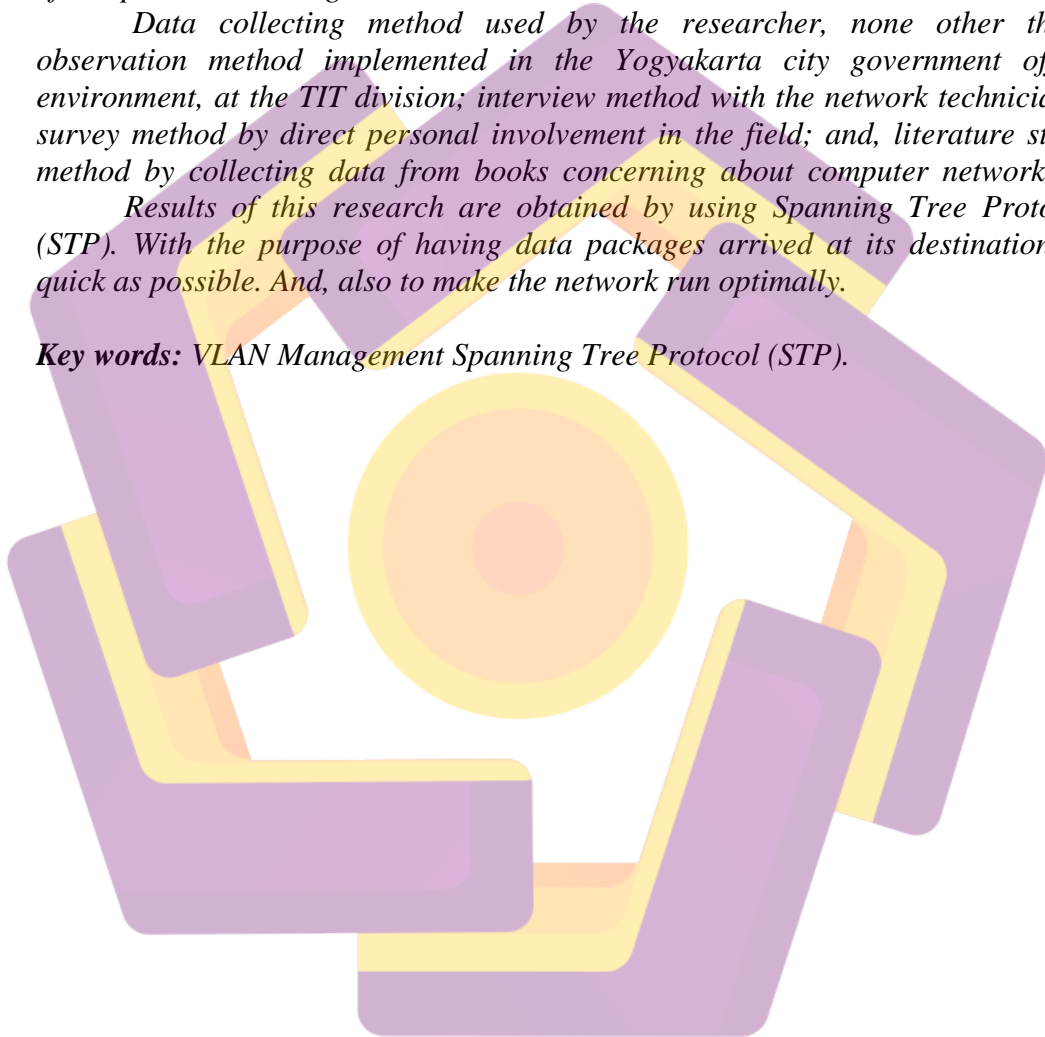 Data collecting method used by the researcher, none other th
observation method implemented in the Yogyakarta city government of
environment, at the TIT division; interview method with the network technici
survey method by direct personal involvement in the field; and, literature st
method by collecting data from books concerning about computer network
Results of this research are obtained by using Spanning Tree Proto
(STP). With the purpose of having data packages arrived at its destination
quick as possible. And, also to make the network run optimally.
Key words: VLAN Management Spanning Tree Protocol (STP).